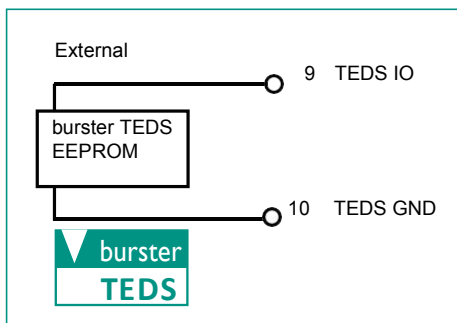 External
9 TEDS IO
burster TEDS
EEPROM
10 TEDS GND
burster
TEDS